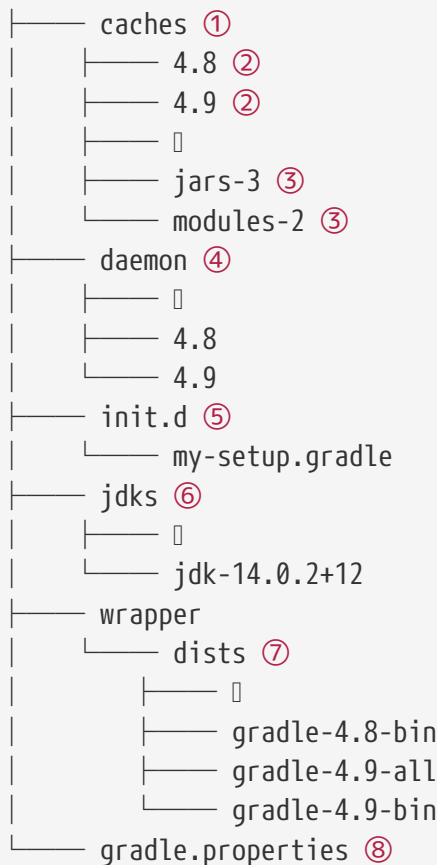 ├── caches ①
│ ├── 4.8 ②
│ ├── 4.9 ②
│ ├── ▯
│ ├── jars-3 ③
│ └── modules-2 ③
├── daemon ④
│ ├── ▯
│ ├── 4.8
│ └── 4.9
├── init.d ⑤
│ └── my-setup.gradle
├── jdks ⑥
│ ├── ▯
│ └── jdk-14.0.2+12
├── wrapper
│ └── dists ⑦
│ ├── ▯
│ ├── gradle-4.8-bin
│ ├── gradle-4.9-all
│ └── gradle-4.9-bin
└── gradle.properties ⑧